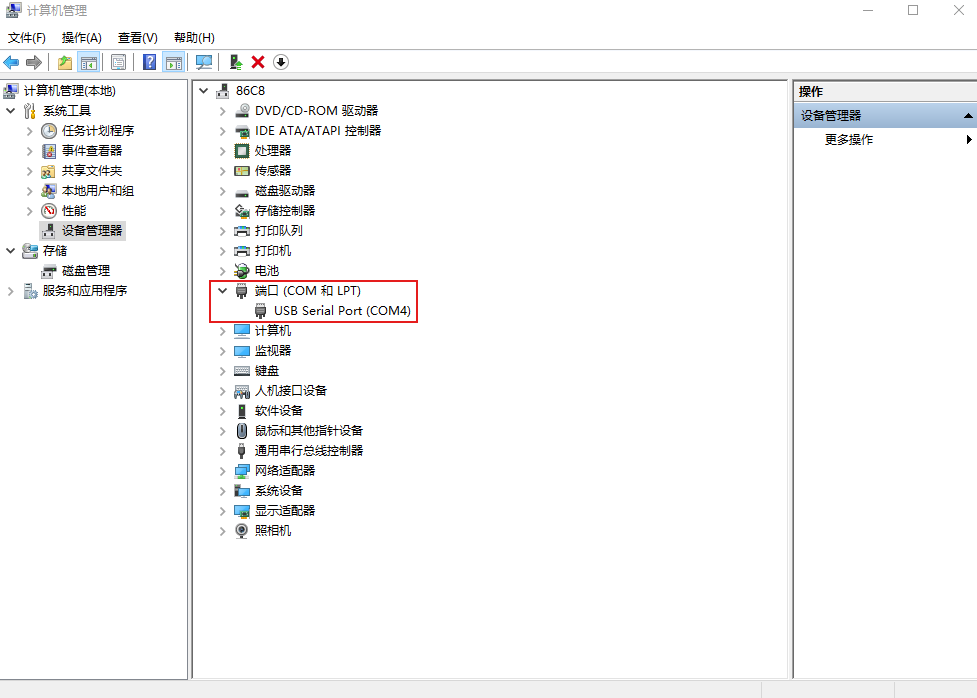 计算机管理
文件(F) 操作(A) 查看(V) 帮助(H)
计算机管理(本地)
系统工具
任务计划程序
事件查看器
共享文件夹
本地用户和组
性能
设备管理器
存储
磁盘管理
服务和应用程序
86C8
DVD/CD-ROM 驱动器
IDE ATA/ATAPI 控制器
处理器
传感器
磁盘驱动器
存储控制器
打印队列
打印机
电池
端口 (COM 和 LPT)
USB Serial Port (COM4)
计算机
监视器
键盘
人机接口设备
软件设备
鼠标和其他指针设备
通用串行总线控制器
网络适配器
系统设备
显示适配器
照相机
操作
设备管理器
更多操作